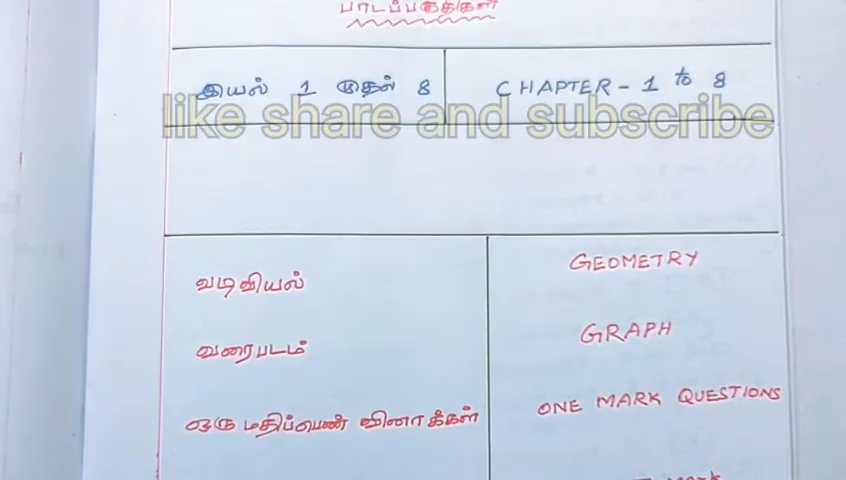 பாடப்பகுதிகள்
இயல் 1 முதல் 8
CHAPTER - 1 to 8
like share and subscribe
வடிவியல்
GEOMETRY
வரைபடம்
GRAPH
ஒரு மதிப்பெண் வினாக்கள்
ONE MARK QUESTIONS
mark